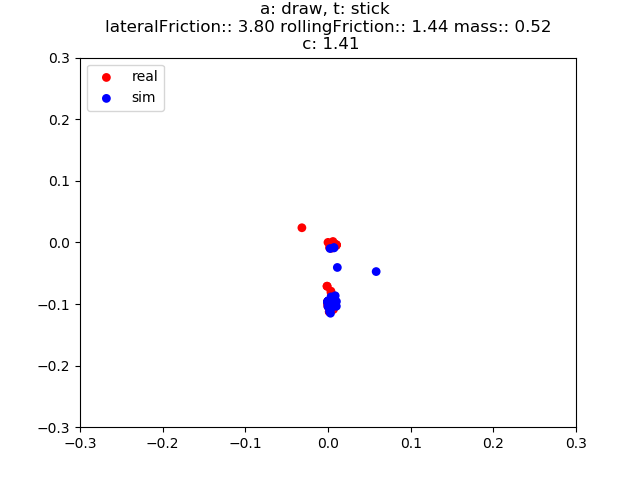 a: draw, t: stick
lateralFriction:: 3.80 rollingFriction:: 1.44 mass:: 0.52
c: 1.41
real
sim
0.3
0.2
0.1
0.0
−0.1
−0.2
−0.3
−0.3 −0.2 −0.1 0.0 0.1 0.2 0.3